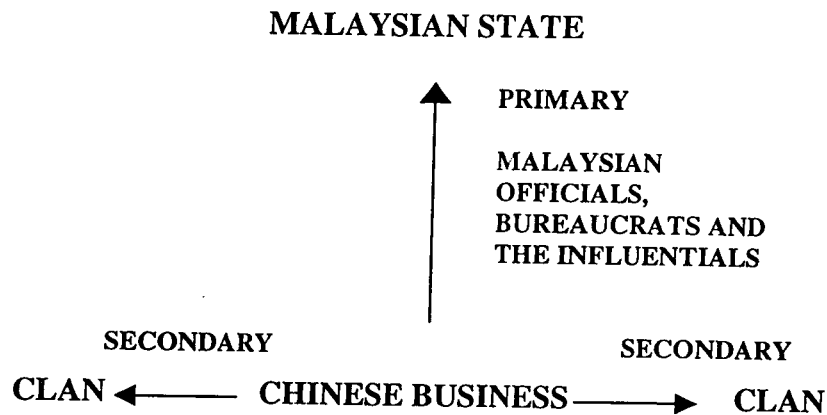 MALAYSIAN STATE
PRIMARY
MALAYSIAN
OFFICIALS,
BUREAUCRATS AND
THE INFLUENTIALS
SECONDARY
SECONDARY
CLAN CHINESE BUSINESS CLAN